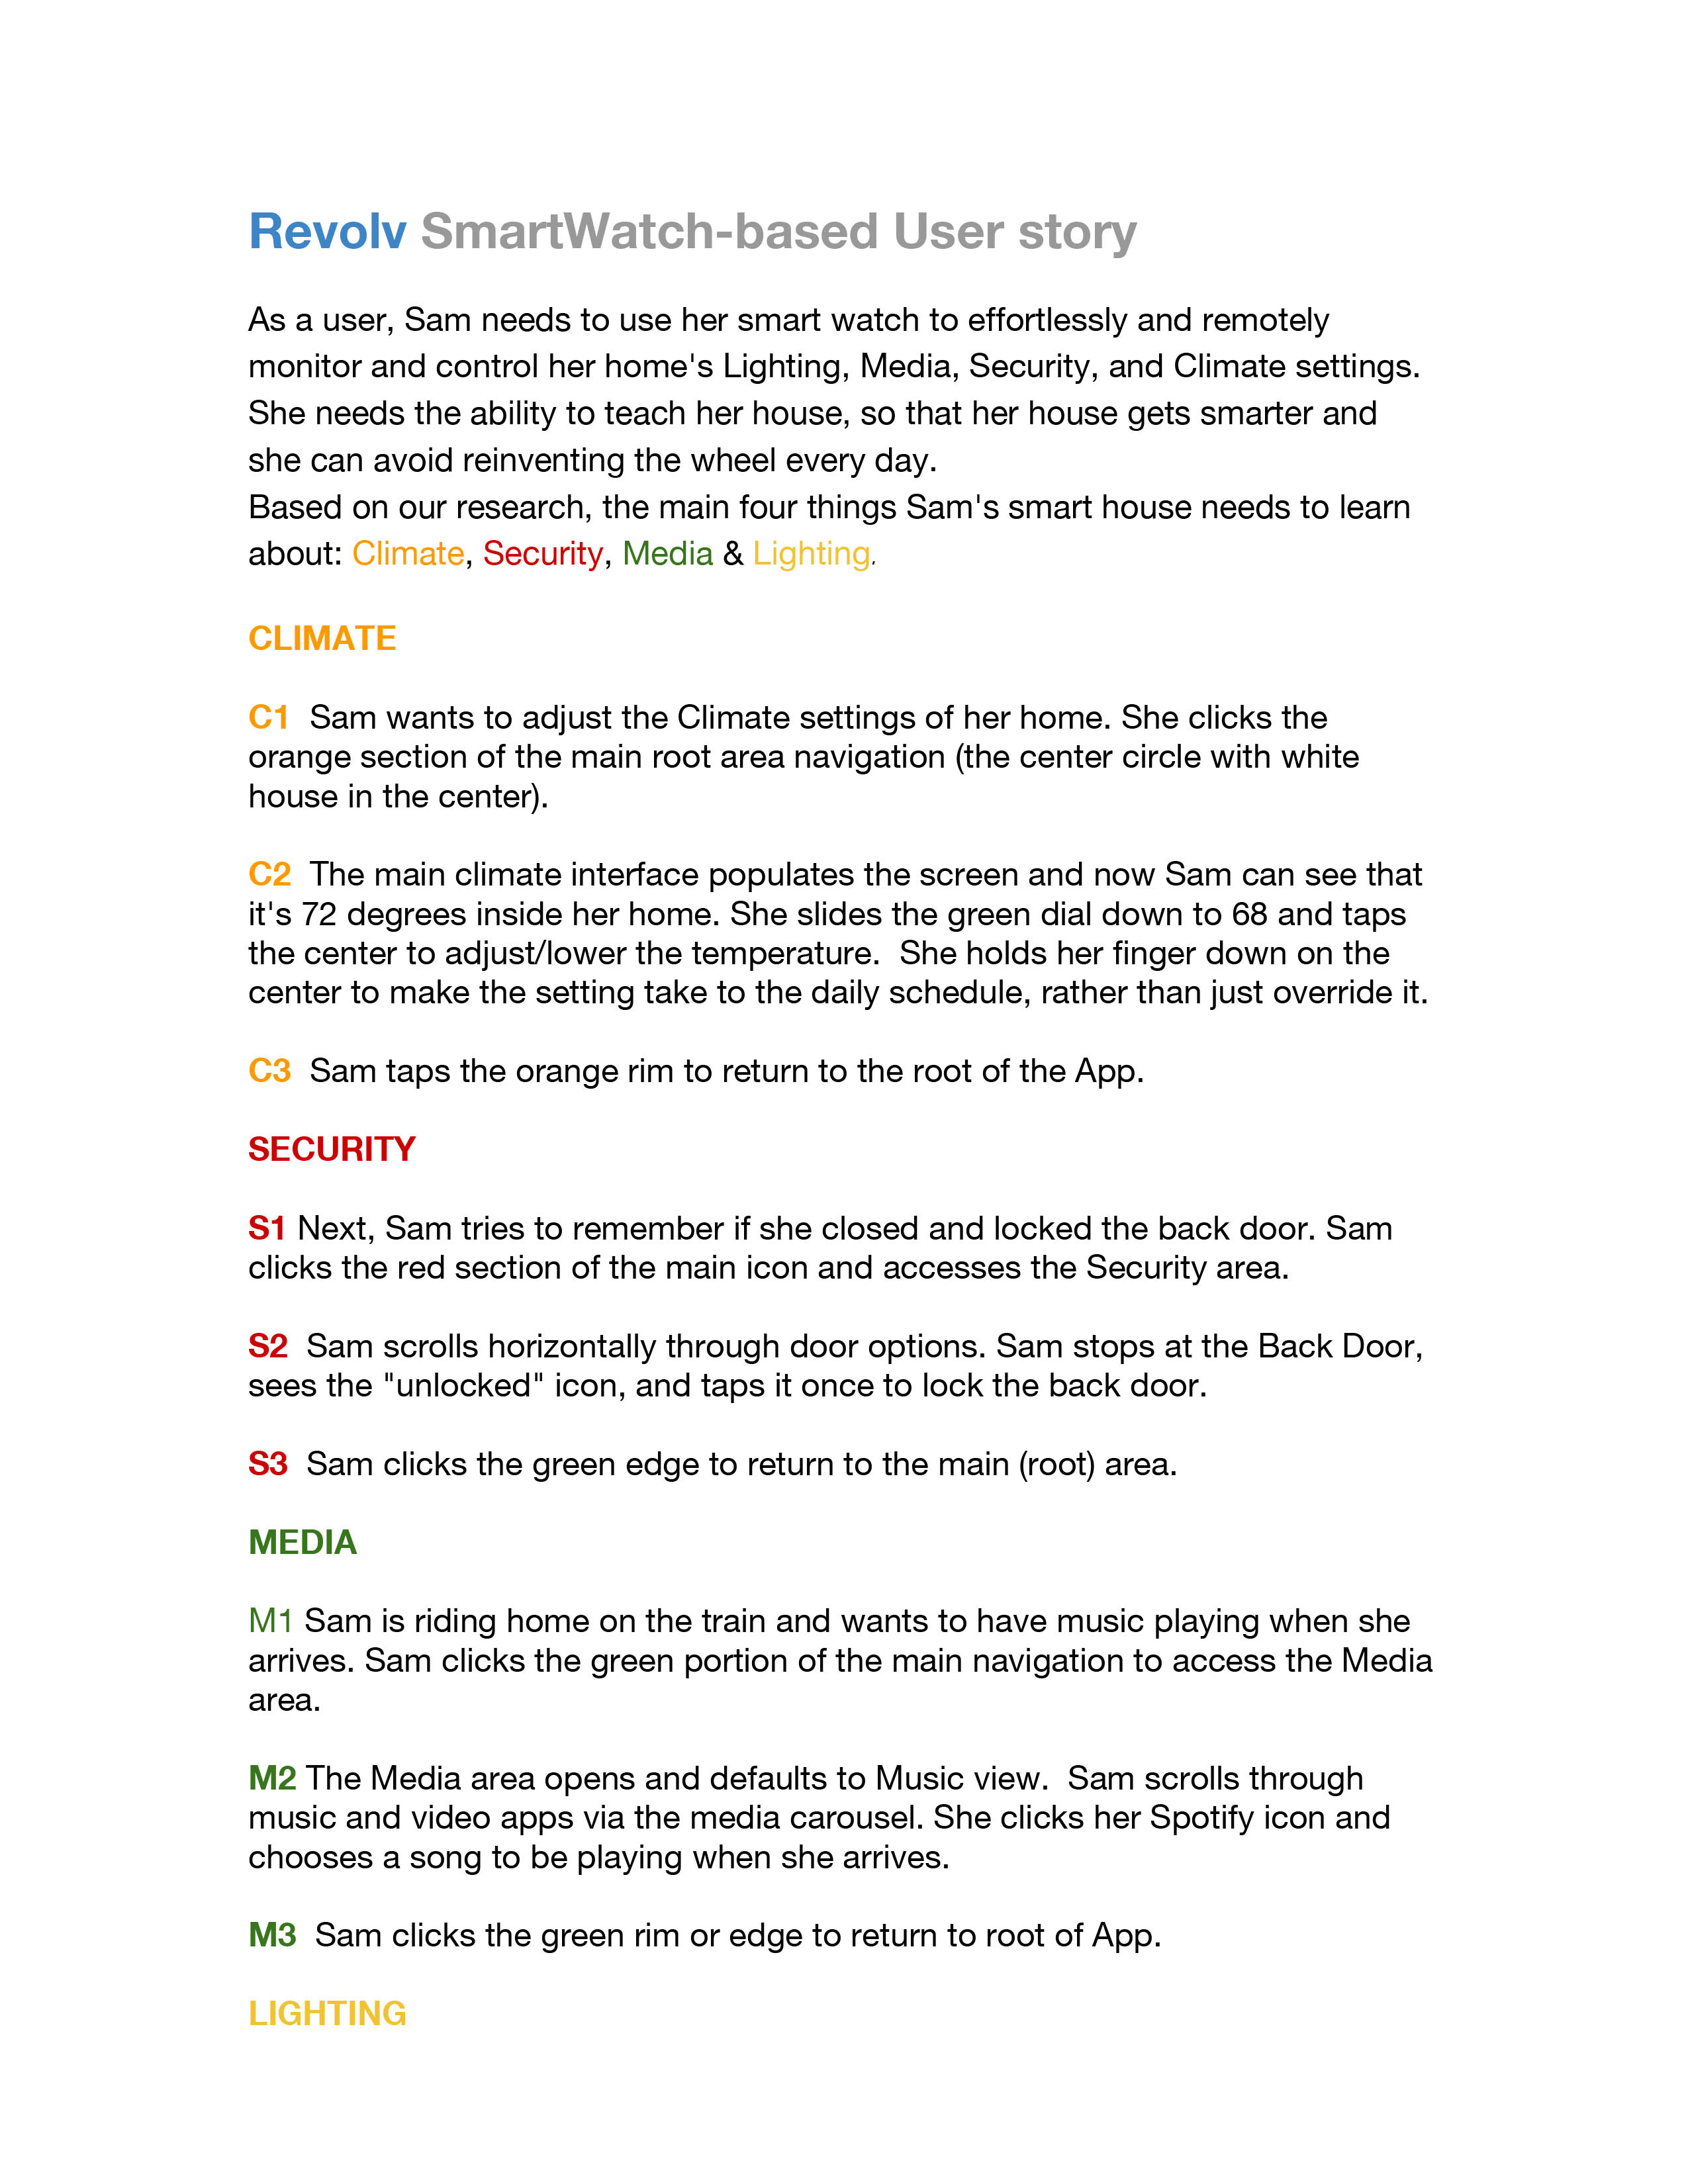 Revolv SmartWatch-based User story
As a user, Sam needs to use her smart watch to effortlessly and remotely
monitor and control her home's Lighting, Media, Security, and Climate settings.
She needs the ability to teach her house, so that her house gets smarter and
she can avoid reinventing the wheel every day.
Based on our research, the main four things Sam's smart house needs to learn
about: Climate, Security, Media & Lighting.
CLIMATE
C1  Sam wants to adjust the Climate settings of her home. She clicks the
orange section of the main root area navigation (the center circle with white
house in the center).
C2  The main climate interface populates the screen and now Sam can see that
it's 72 degrees inside her home. She slides the green dial down to 68 and taps
the center to adjust/lower the temperature.  She holds her finger down on the
center to make the setting take to the daily schedule, rather than just override it.
C3  Sam taps the orange rim to return to the root of the App.
SECURITY
S1 Next, Sam tries to remember if she closed and locked the back door. Sam
clicks the red section of the main icon and accesses the Security area.
S2  Sam scrolls horizontally through door options. Sam stops at the Back Door,
sees the "unlocked" icon, and taps it once to lock the back door.
S3  Sam clicks the green edge to return to the main (root) area.
MEDIA
M1 Sam is riding home on the train and wants to have music playing when she
arrives. Sam clicks the green portion of the main navigation to access the Media
area.
M2 The Media area opens and defaults to Music view.  Sam scrolls through
music and video apps via the media carousel. She clicks her Spotify icon and
chooses a song to be playing when she arrives.
M3  Sam clicks the green rim or edge to return to root of App.
LIGHTING